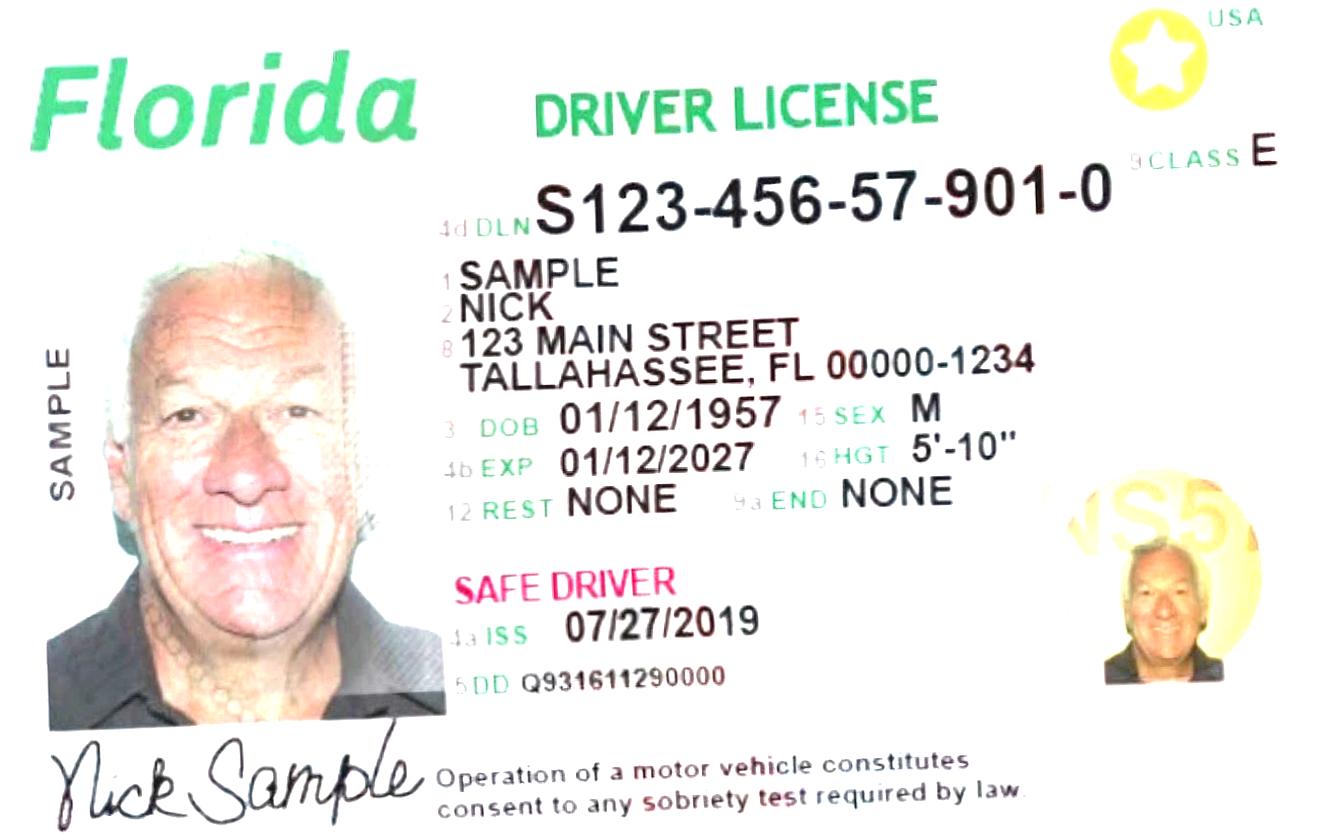 USA
Florida
DRIVER LICENSE
9 CLASS E
4d DLN S123-456-57-901-0
1 SAMPLE
2 NICK
8 123 MAIN STREET
TALLAHASSEE, FL 00000-1234
SAMPLE
3 DOB 01/12/1957 15 SEX M
4b EXP 01/12/2027 16 HGT 5'-10"
12 REST NONE 9a END NONE
SAFE DRIVER
4a ISS 07/27/2019
5 DD Q931611290000
Nick Sample
Operation of a motor vehicle constitutes
consent to any sobriety test required by law.